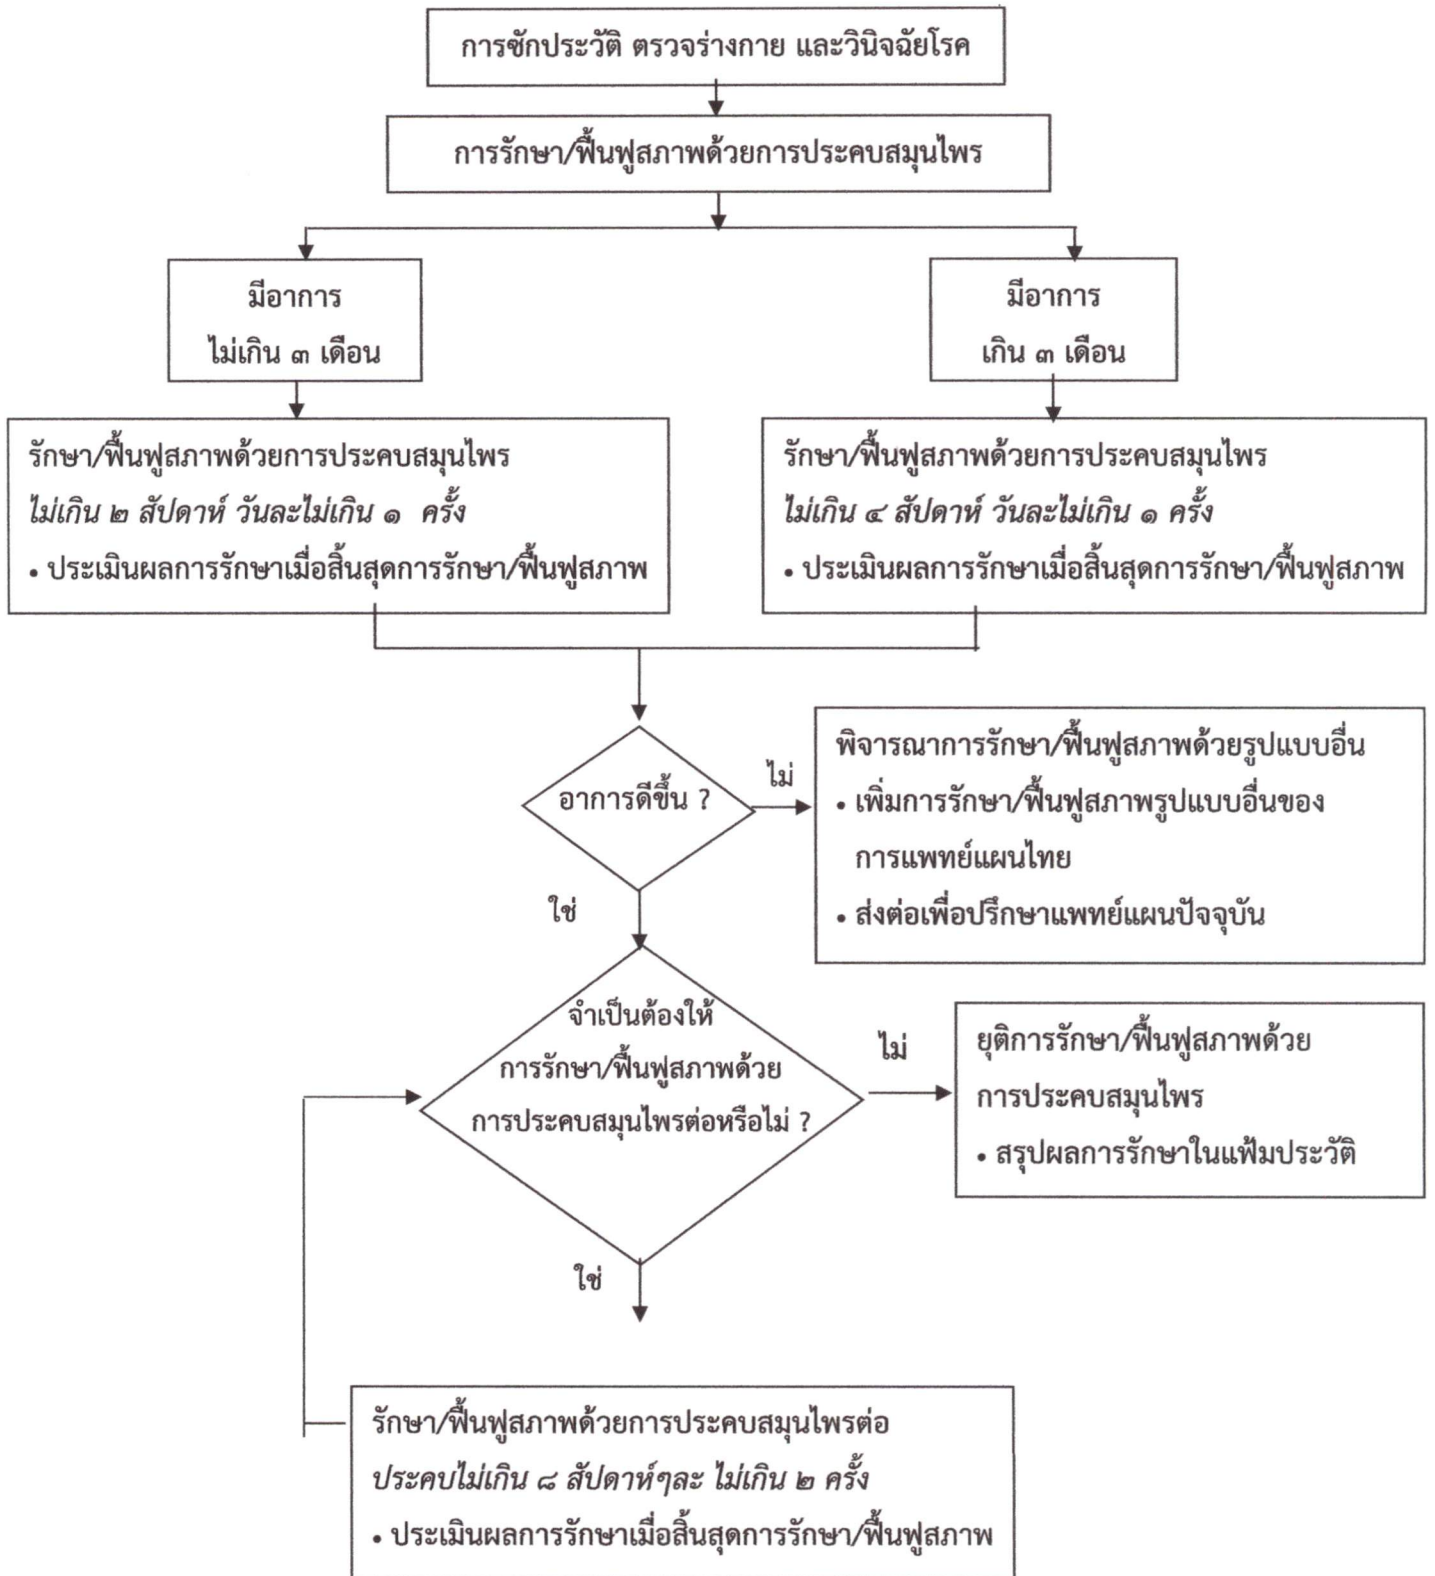 การซักประวัติ ตรวจร่างกาย และวินิจฉัยโรค
การรักษา/ฟื้นฟูสภาพด้วยการประคบสมุนไพร
มีอาการ
ไม่เกิน ๓ เดือน
มีอาการ
เกิน ๓ เดือน
รักษา/ฟื้นฟูสภาพด้วยการประคบสมุนไพร
ไม่เกิน ๒ สัปดาห์ วันละไม่เกิน ๑ ครั้ง
• ประเมินผลการรักษาเมื่อสิ้นสุดการรักษา/ฟื้นฟูสภาพ
รักษา/ฟื้นฟูสภาพด้วยการประคบสมุนไพร
ไม่เกิน ๔ สัปดาห์ วันละไม่เกิน ๑ ครั้ง
• ประเมินผลการรักษาเมื่อสิ้นสุดการรักษา/ฟื้นฟูสภาพ
อาการดีขึ้น ?
ไม่
พิจารณาการรักษา/ฟื้นฟูสภาพด้วยรูปแบบอื่น
• เพิ่มการรักษา/ฟื้นฟูสภาพรูปแบบอื่นของ
การแพทย์แผนไทย
• ส่งต่อเพื่อปรึกษาแพทย์แผนปัจจุบัน
ใช่
จำเป็นต้องให้
การรักษา/ฟื้นฟูสภาพด้วย
การประคบสมุนไพรต่อหรือไม่ ?
ไม่
ยุติการรักษา/ฟื้นฟูสภาพด้วย
การประคบสมุนไพร
• สรุปผลการรักษาในแฟ้มประวัติ
ใช่
รักษา/ฟื้นฟูสภาพด้วยการประคบสมุนไพรต่อ
ประคบไม่เกิน ๘ สัปดาห์ๆละ ไม่เกิน ๒ ครั้ง
• ประเมินผลการรักษาเมื่อสิ้นสุดการรักษา/ฟื้นฟูสภาพ